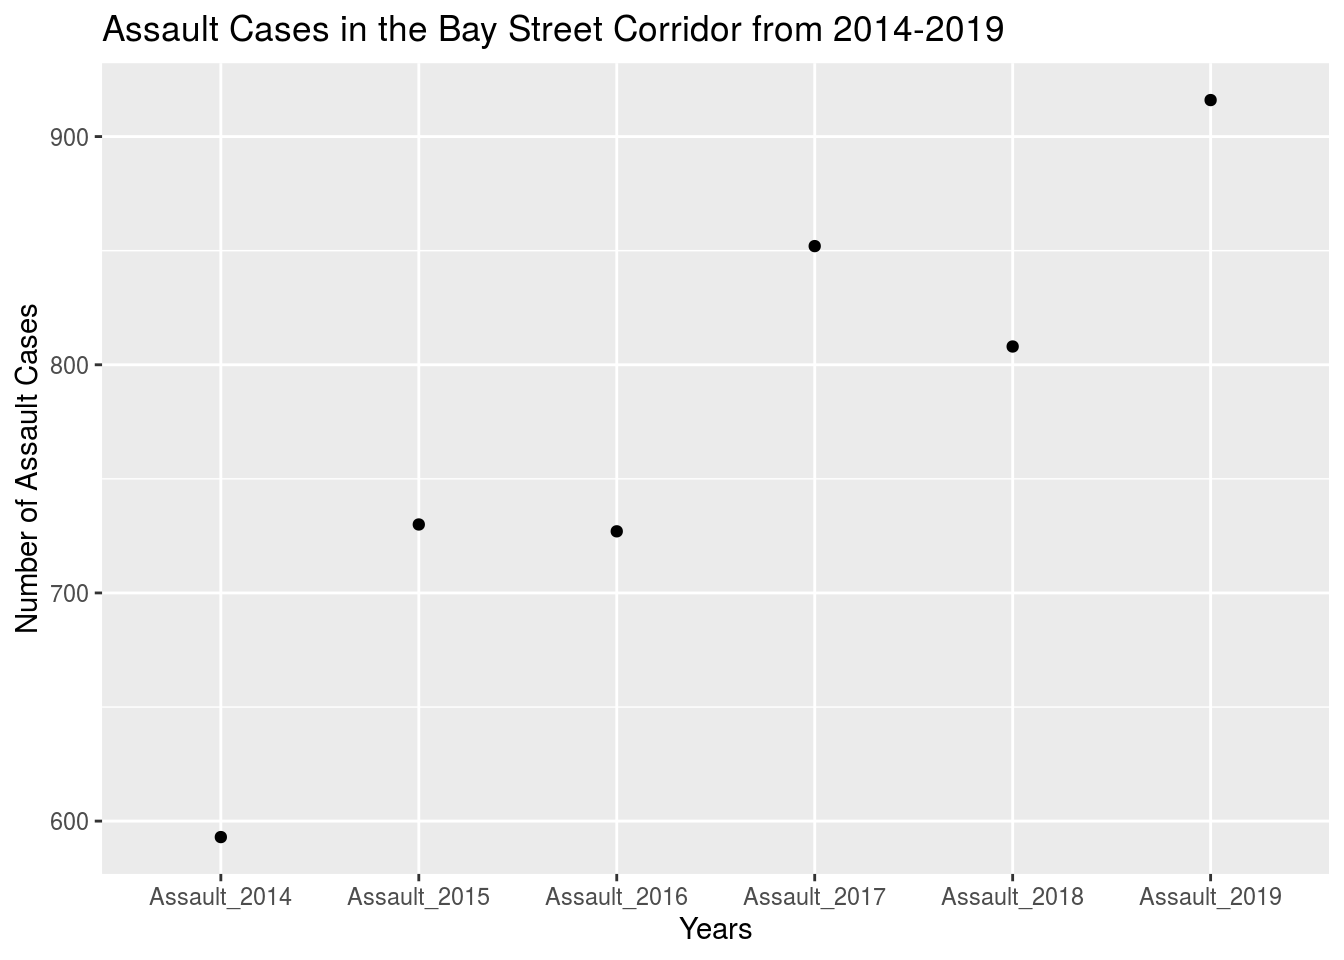 Assault Cases in the Bay Street Corridor from 2014-2019
Number of Assault Cases
900
800
700
600
Assault_2014 Assault_2015 Assault_2016 Assault_2017 Assault_2018 Assault_2019
Years